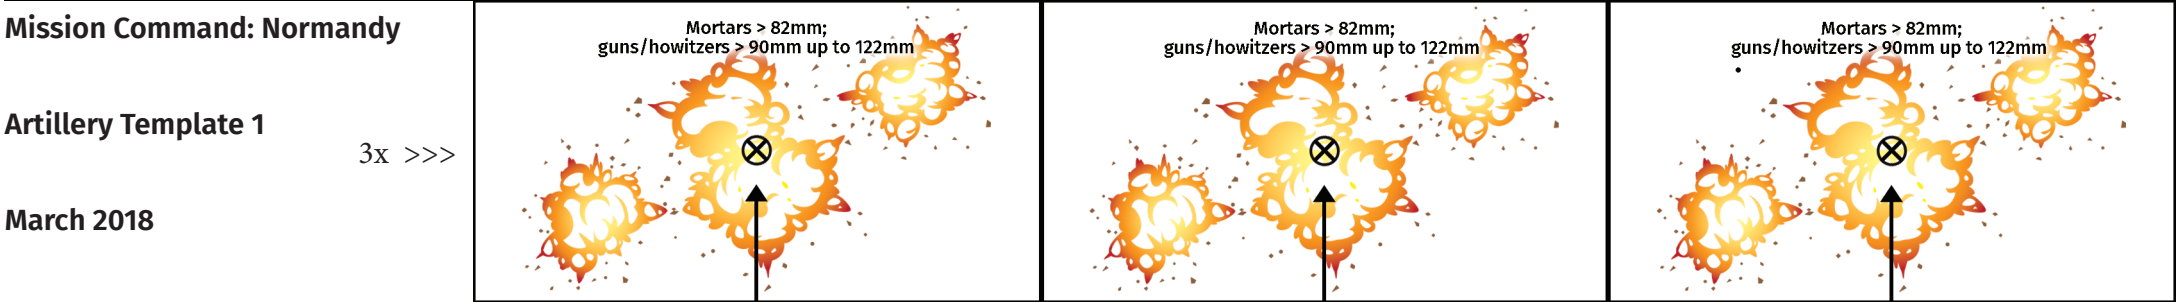 Mission Command: Normandy
Artillery Template 1
3x >>>
March 2018
Mortars > 82mm;
guns/howitzers > 90mm up to 122mm
Mortars > 82mm;
guns/howitzers > 90mm up to 122mm
Mortars > 82mm;
guns/howitzers > 90mm up to 122mm